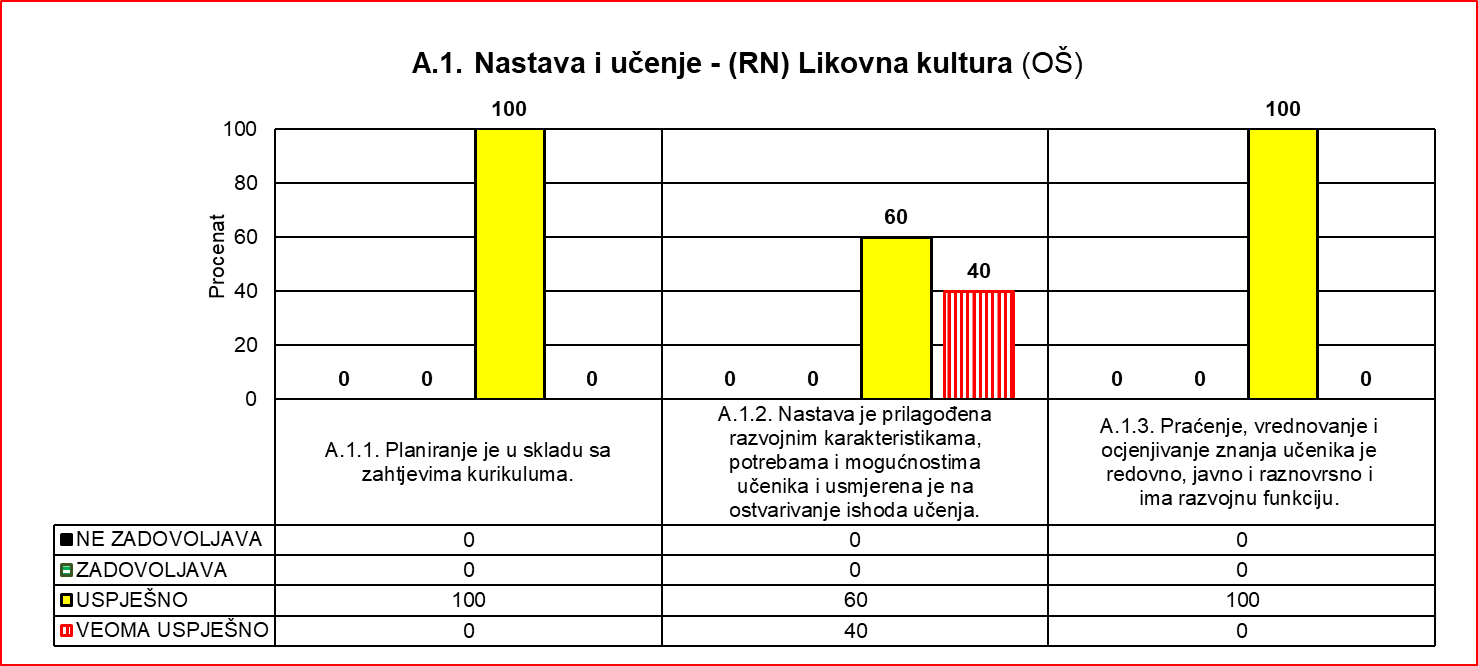 A.1. Nastava i učenje - (RN) Likovna kultura (OŠ)
Procenat
100
80
60
40
20
0
0 0 100 0
0 0 60 40
0 0 100 0
A.1.1. Planiranje je u skladu sa
zahtjevima kurikuluma.
A.1.2. Nastava je prilagođena
razvojnim karakteristikama,
potrebama i mogućnostima
učenika i usmjerena je na
ostvarivanje ishoda učenja.
A.1.3. Praćenje, vrednovanje i
ocjenjivanje znanja učenika je
redovno, javno i raznovrsno i
ima razvojnu funkciju.
NE ZADOVOLJAVA 0 0 0
ZADOVOLJAVA 0 0 0
USPJEŠNO 100 60 100
VEOMA USPJEŠNO 0 40 0